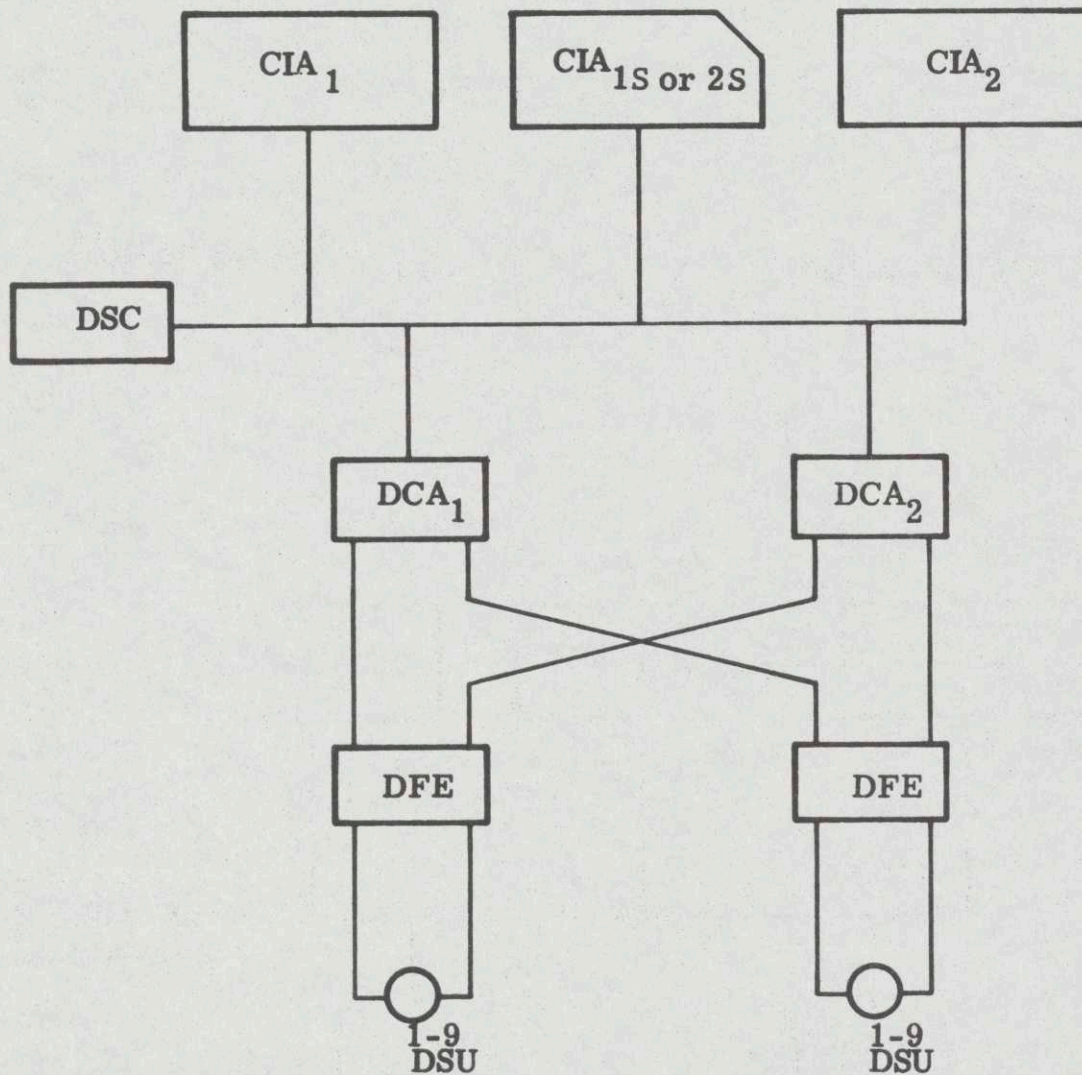 CIA1
CIA1S or 2S
CIA2
DSC
DCA1
DCA2
DFE
DFE
1-9
DSU
1-9
DSU